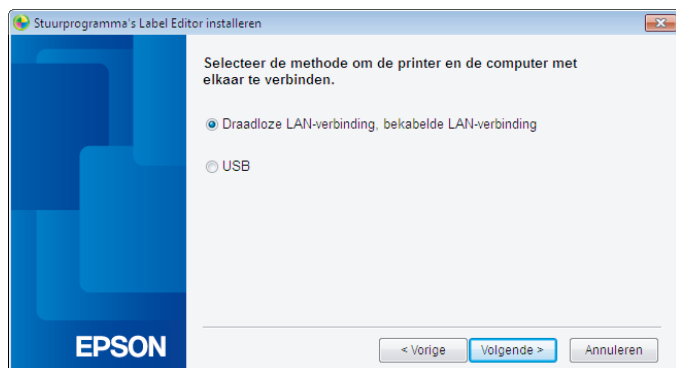 Stuurprogramma's Label Editor installeren
Selecteer de methode om de printer en de computer met
elkaar te verbinden.
Draadloze LAN-verbinding, bekabelde LAN-verbinding
USB
EPSON
< Vorige
Volgende >
Annuleren